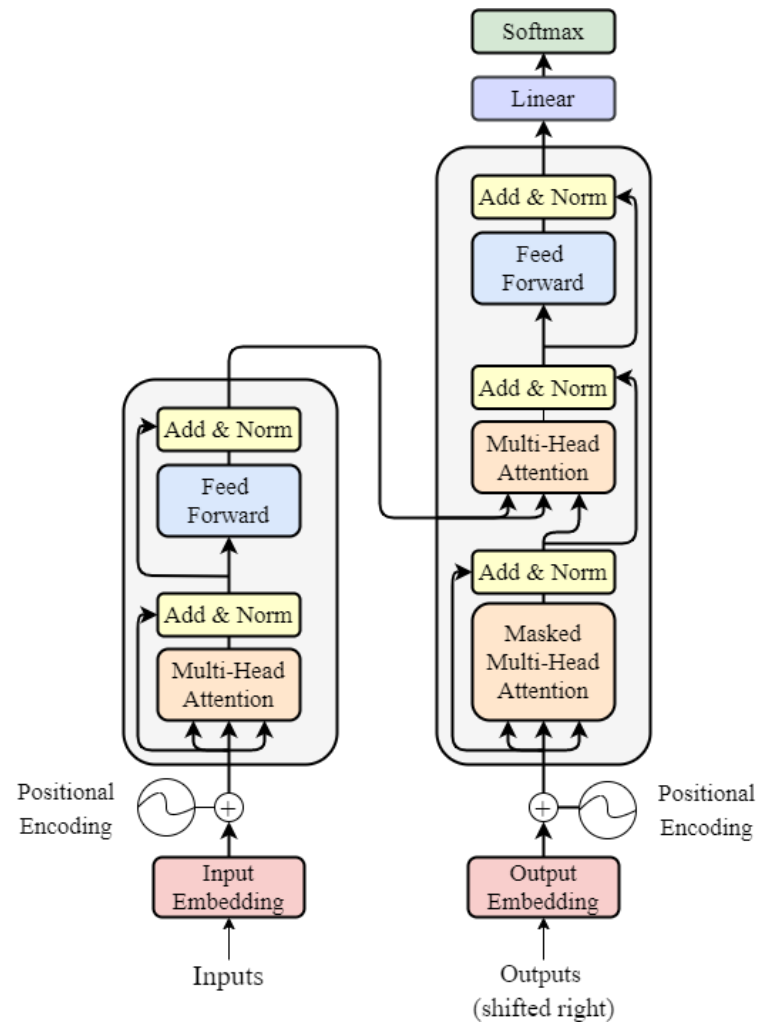 Softmax
Linear
Add & Norm
Feed
Forward
Add & Norm
Multi-Head
Attention
Add & Norm
Masked
Multi-Head
Attention
Add & Norm
Feed
Forward
Add & Norm
Multi-Head
Attention
Positional
Encoding
+
+
Positional
Encoding
Input
Embedding
Output
Embedding
Inputs
Outputs
(shifted right)